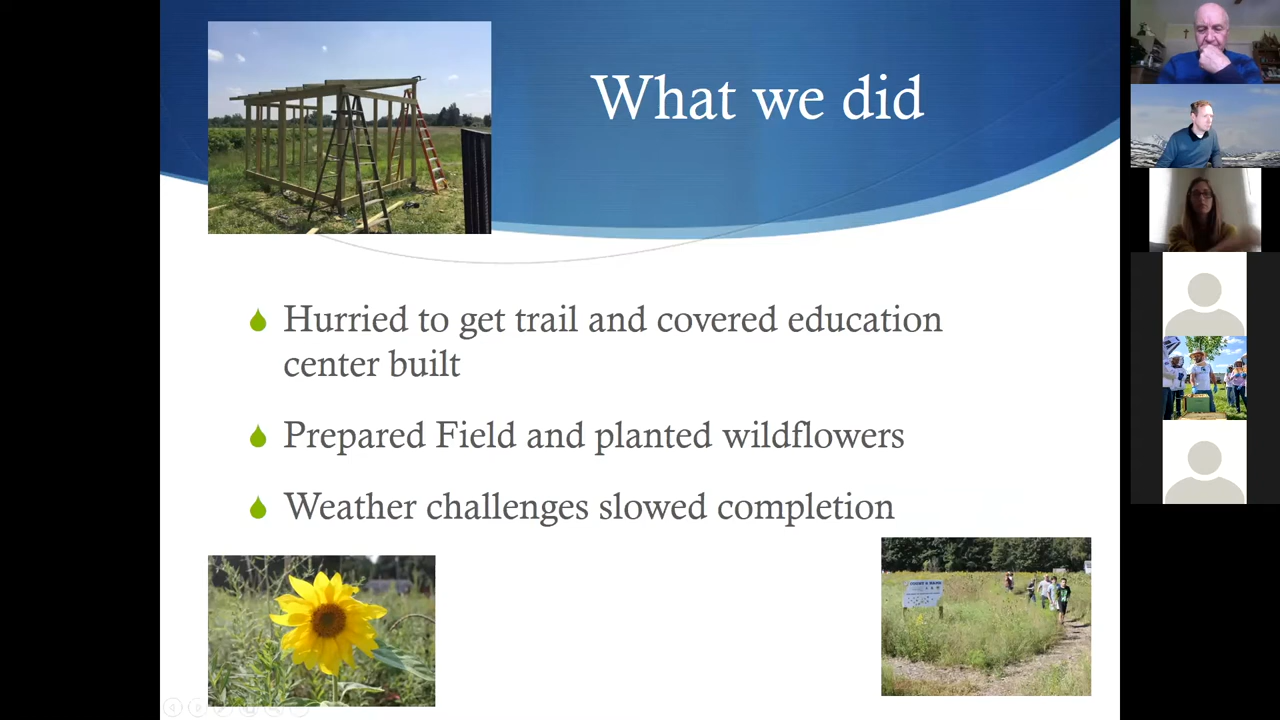 What we did
Hurried to get trail and covered education
center built
Prepared Field and planted wildflowers
Weather challenges slowed completion